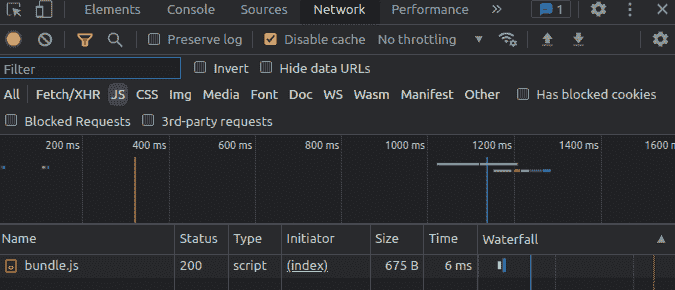 Elements Console Sources Network Performance » 1
Preserve log Disable cache No throttling
Filter Invert Hide data URLs
All Fetch/XHR JS CSS Img Media Font Doc WS Wasm Manifest Other Has blocked cookies
Blocked Requests 3rd-party requests
200 ms 400 ms 600 ms 800 ms 1000 ms 1200 ms 1400 ms 1600 m
Name Status Type Initiator Size Time Waterfall
bundle.js 200 script (index) 675 B 6 ms